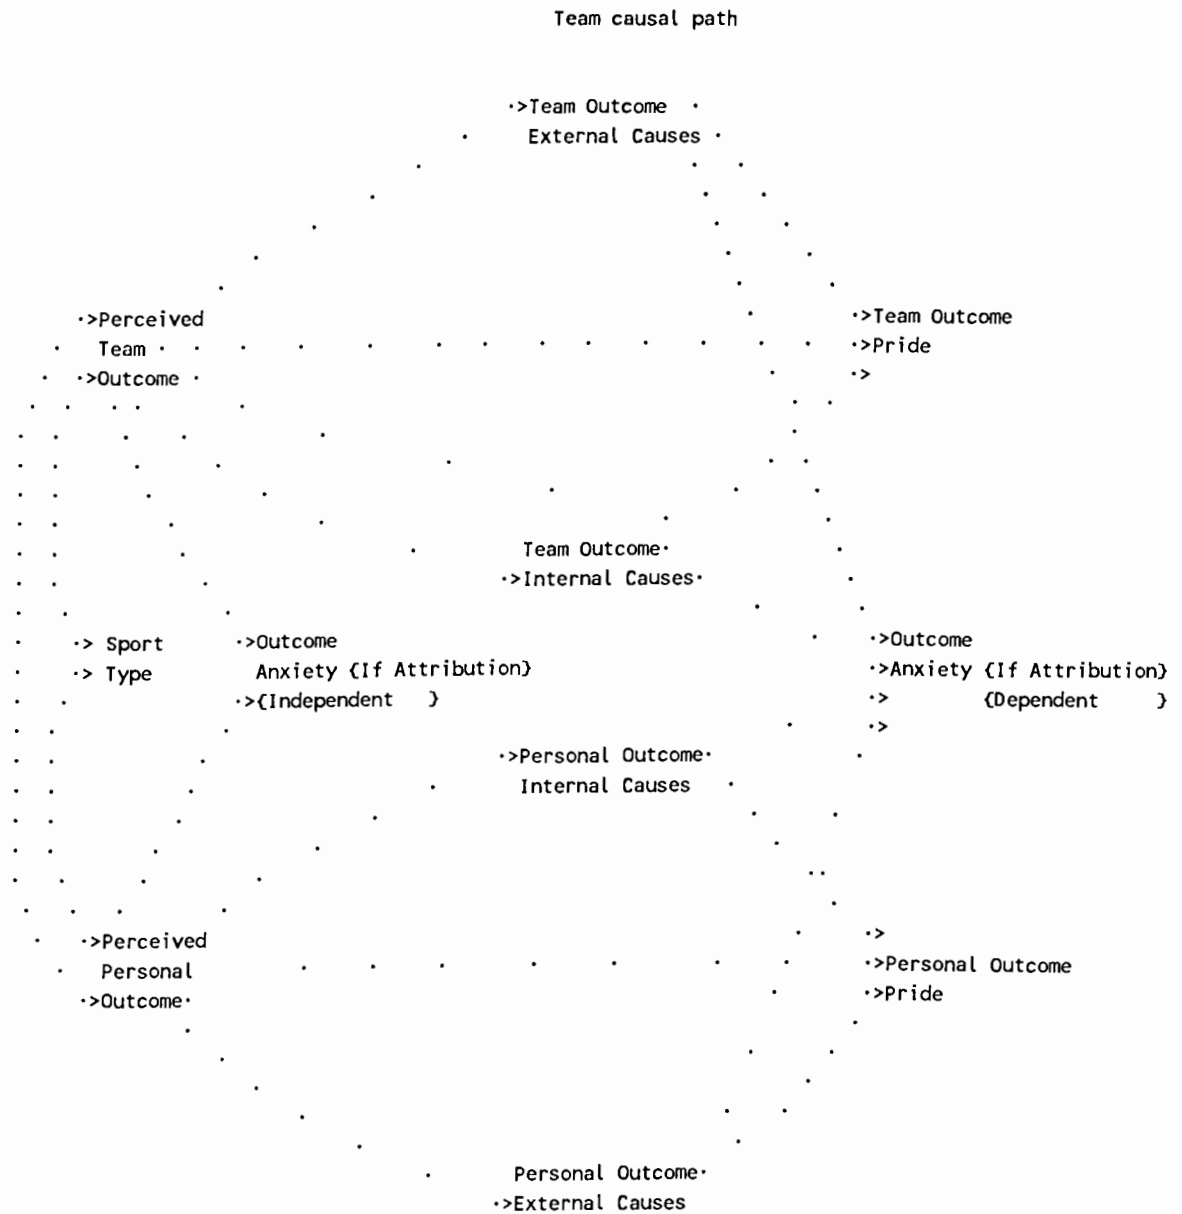 Team causal path
·>Team Outcome ·
External Causes ·
·>Perceived
Team ·
·>Outcome ·
·>Team Outcome
·>Pride
·>
Team Outcome·
·>Internal Causes·
·> Sport
·> Type
·>Outcome
Anxiety {If Attribution}
·>{Independent }
·>Outcome
·>Anxiety {If Attribution}
·> {Dependent }
·>
·>Personal Outcome·
Internal Causes ·
·>Perceived
Personal
·>Outcome·
·>
·>Personal Outcome
·>Pride
Personal Outcome·
·>External Causes